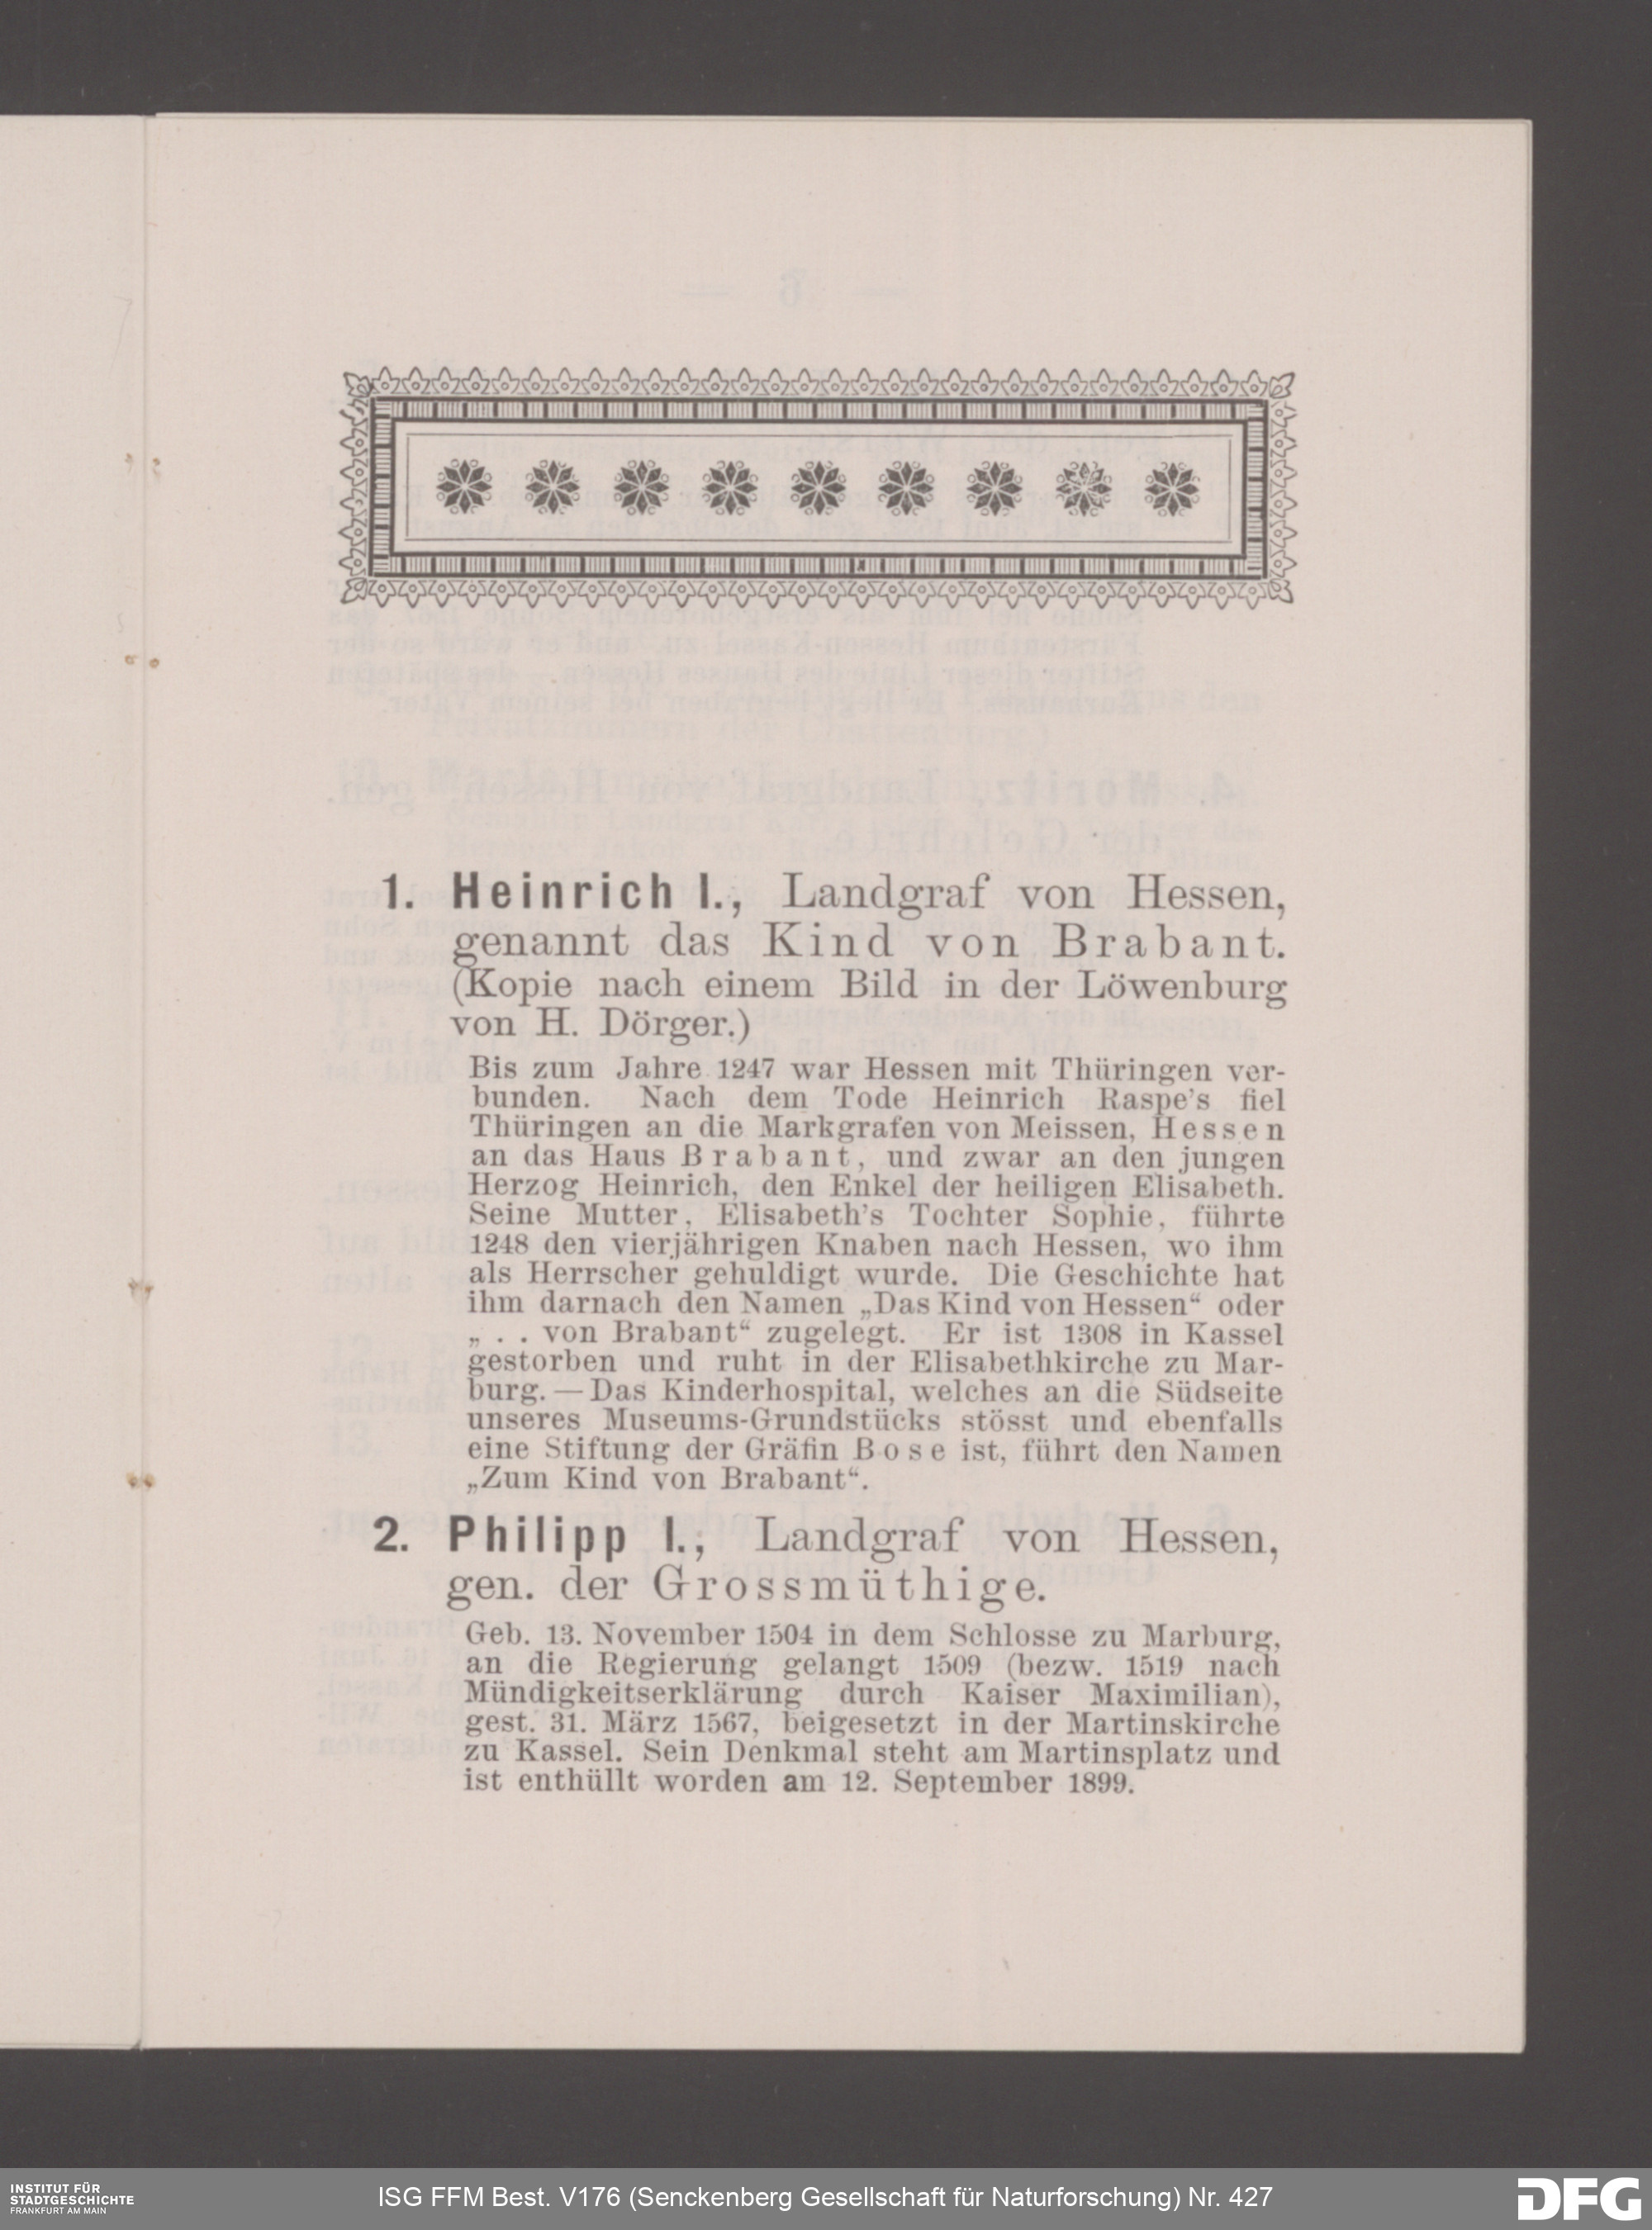 1. Heinrich I., Landgraf von Hessen,
genannt das Kind von Brabant.
(Kopie nach einem Bild in der Löwenburg
von H. Dörger.)
Bis zum Jahre 1247 war Hessen mit Thüringen ver-
bunden. Nach dem Tode Heinrich Raspe's fiel
Thüringen an die Markgrafen von Meissen, Hessen
an das Haus Brabant, und zwar an den jungen
Herzog Heinrich, den Enkel der heiligen Elisabeth.
Seine Mutter, Elisabeth's Tochter Sophie, führte
1248 den vierjährigen Knaben nach Hessen, wo ihm
als Herrscher gehuldigt wurde. Die Geschichte hat
ihm darnach den Namen „Das Kind von Hessen“ oder
„ . . von Brabant“ zugelegt. Er ist 1308 in Kassel
gestorben und ruht in der Elisabethkirche zu Mar-
burg. — Das Kinderhospital, welches an die Südseite
unseres Museums-Grundstücks stösst und ebenfalls
eine Stiftung der Gräfin Bose ist, führt den Namen
„Zum Kind von Brabant“.
2. Philipp I., Landgraf von Hessen,
gen. der Grossmüthige.
Geb. 13. November 1504 in dem Schlosse zu Marburg,
an die Regierung gelangt 1509 (bezw. 1519 nach
Mündigkeitserklärung durch Kaiser Maximilian),
gest. 31. März 1567, beigesetzt in der Martinskirche
zu Kassel. Sein Denkmal steht am Martinsplatz und
ist enthüllt worden am 12. September 1899.
INSTITUT FÜR
STADTGESCHICHTE
FRANKFURT AM MAIN
ISG FFM Best. V176 (Senckenberg Gesellschaft für Naturforschung) Nr. 427
DFG